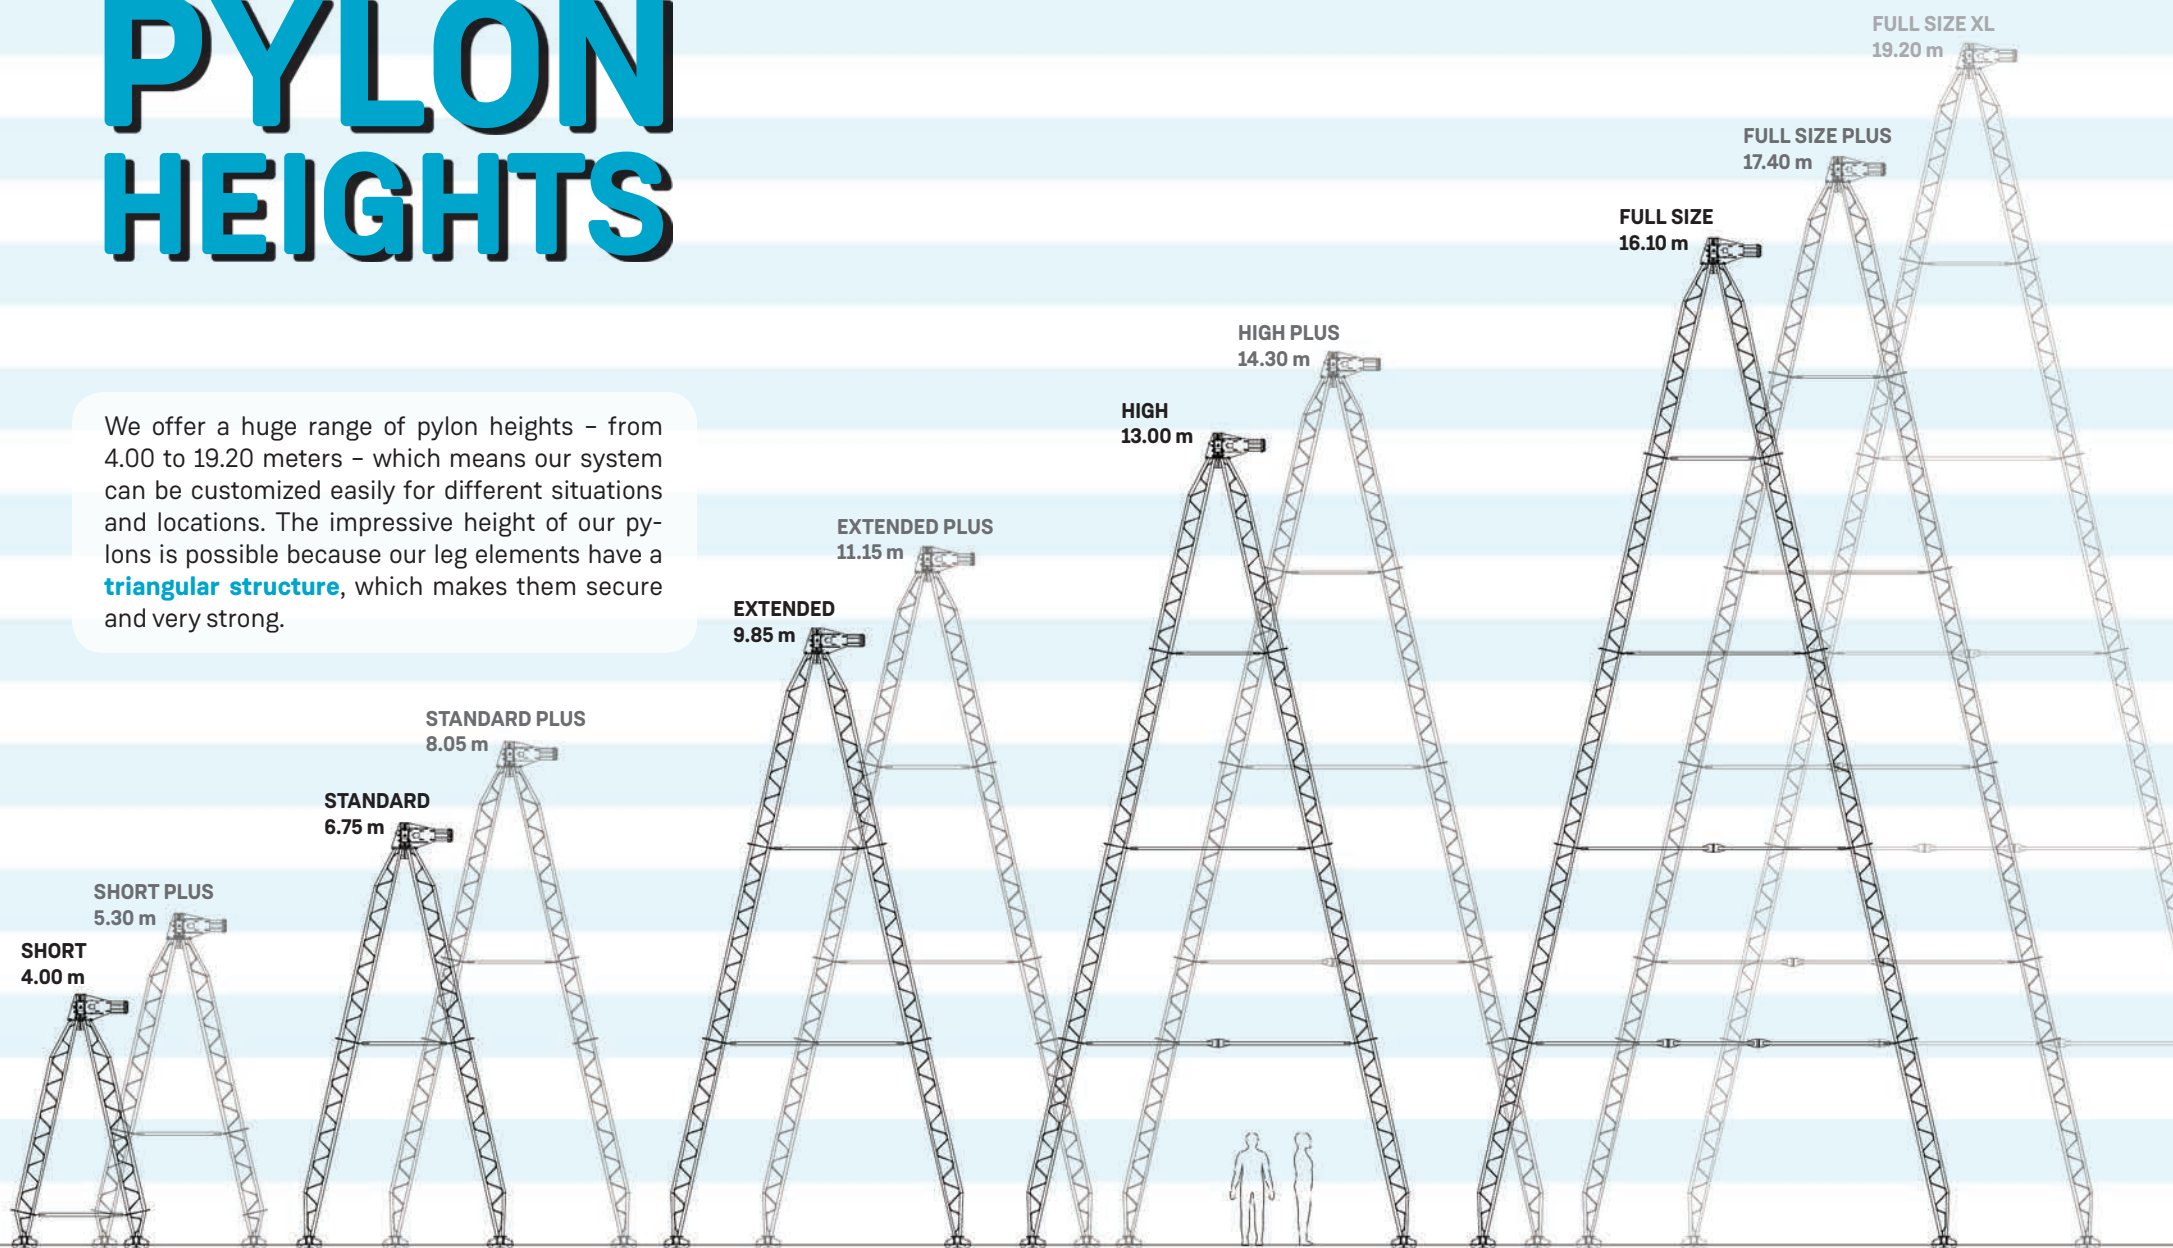 PYLON
HEIGHTS
We offer a huge range of pylon heights – from
4.00 to 19.20 meters – which means our system
can be customized easily for different situations
and locations. The impressive height of our py-
lons is possible because our leg elements have a
triangular structure, which makes them secure
and very strong.
SHORT
4.00 m
SHORT PLUS
5.30 m
STANDARD
6.75 m
STANDARD PLUS
8.05 m
EXTENDED
9.85 m
EXTENDED PLUS
11.15 m
HIGH
13.00 m
HIGH PLUS
14.30 m
FULL SIZE
16.10 m
FULL SIZE PLUS
17.40 m
FULL SIZE XL
19.20 m